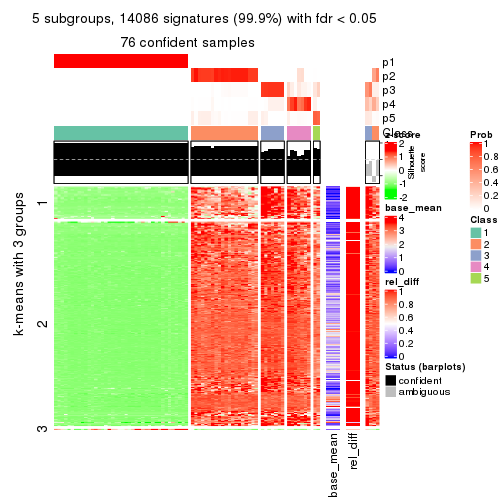 5 subgroups, 14086 signatures (99.9%) with fdr < 0.05
76 confident samples
p1
p2
p3
p4
p5
Class
Silhouette
score
k-means with 3 groups
1
2
3
base_mean
rel_diff
z-score
2
1
0
-1
-2
base_mean
4
3
2
1
0
rel_diff
1
0.8
0.6
0.4
0.2
0
Status (barplots)
confident
ambiguous
Prob
1
0.8
0.6
0.4
0.2
0
Class
1
2
3
4
5